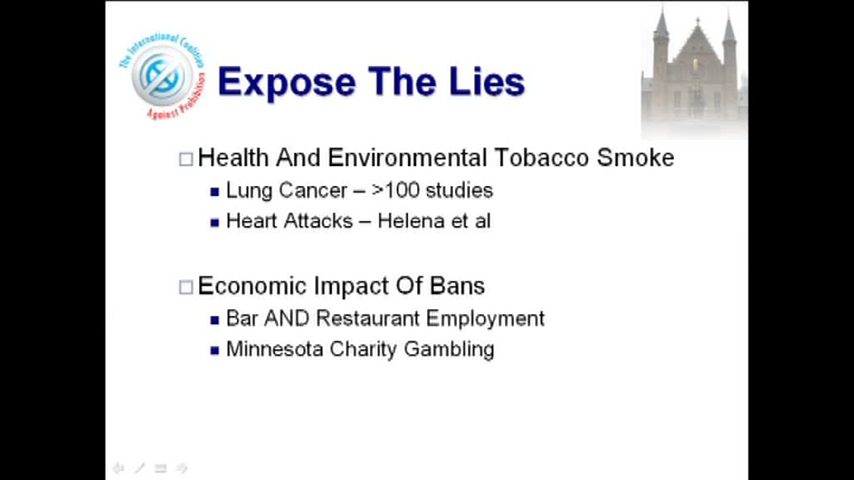 The International Coalition
Against Prohibition
Expose The Lies
Health And Environmental Tobacco Smoke
Lung Cancer – >100 studies
Heart Attacks – Helena et al
Economic Impact Of Bans
Bar AND Restaurant Employment
Minnesota Charity Gambling